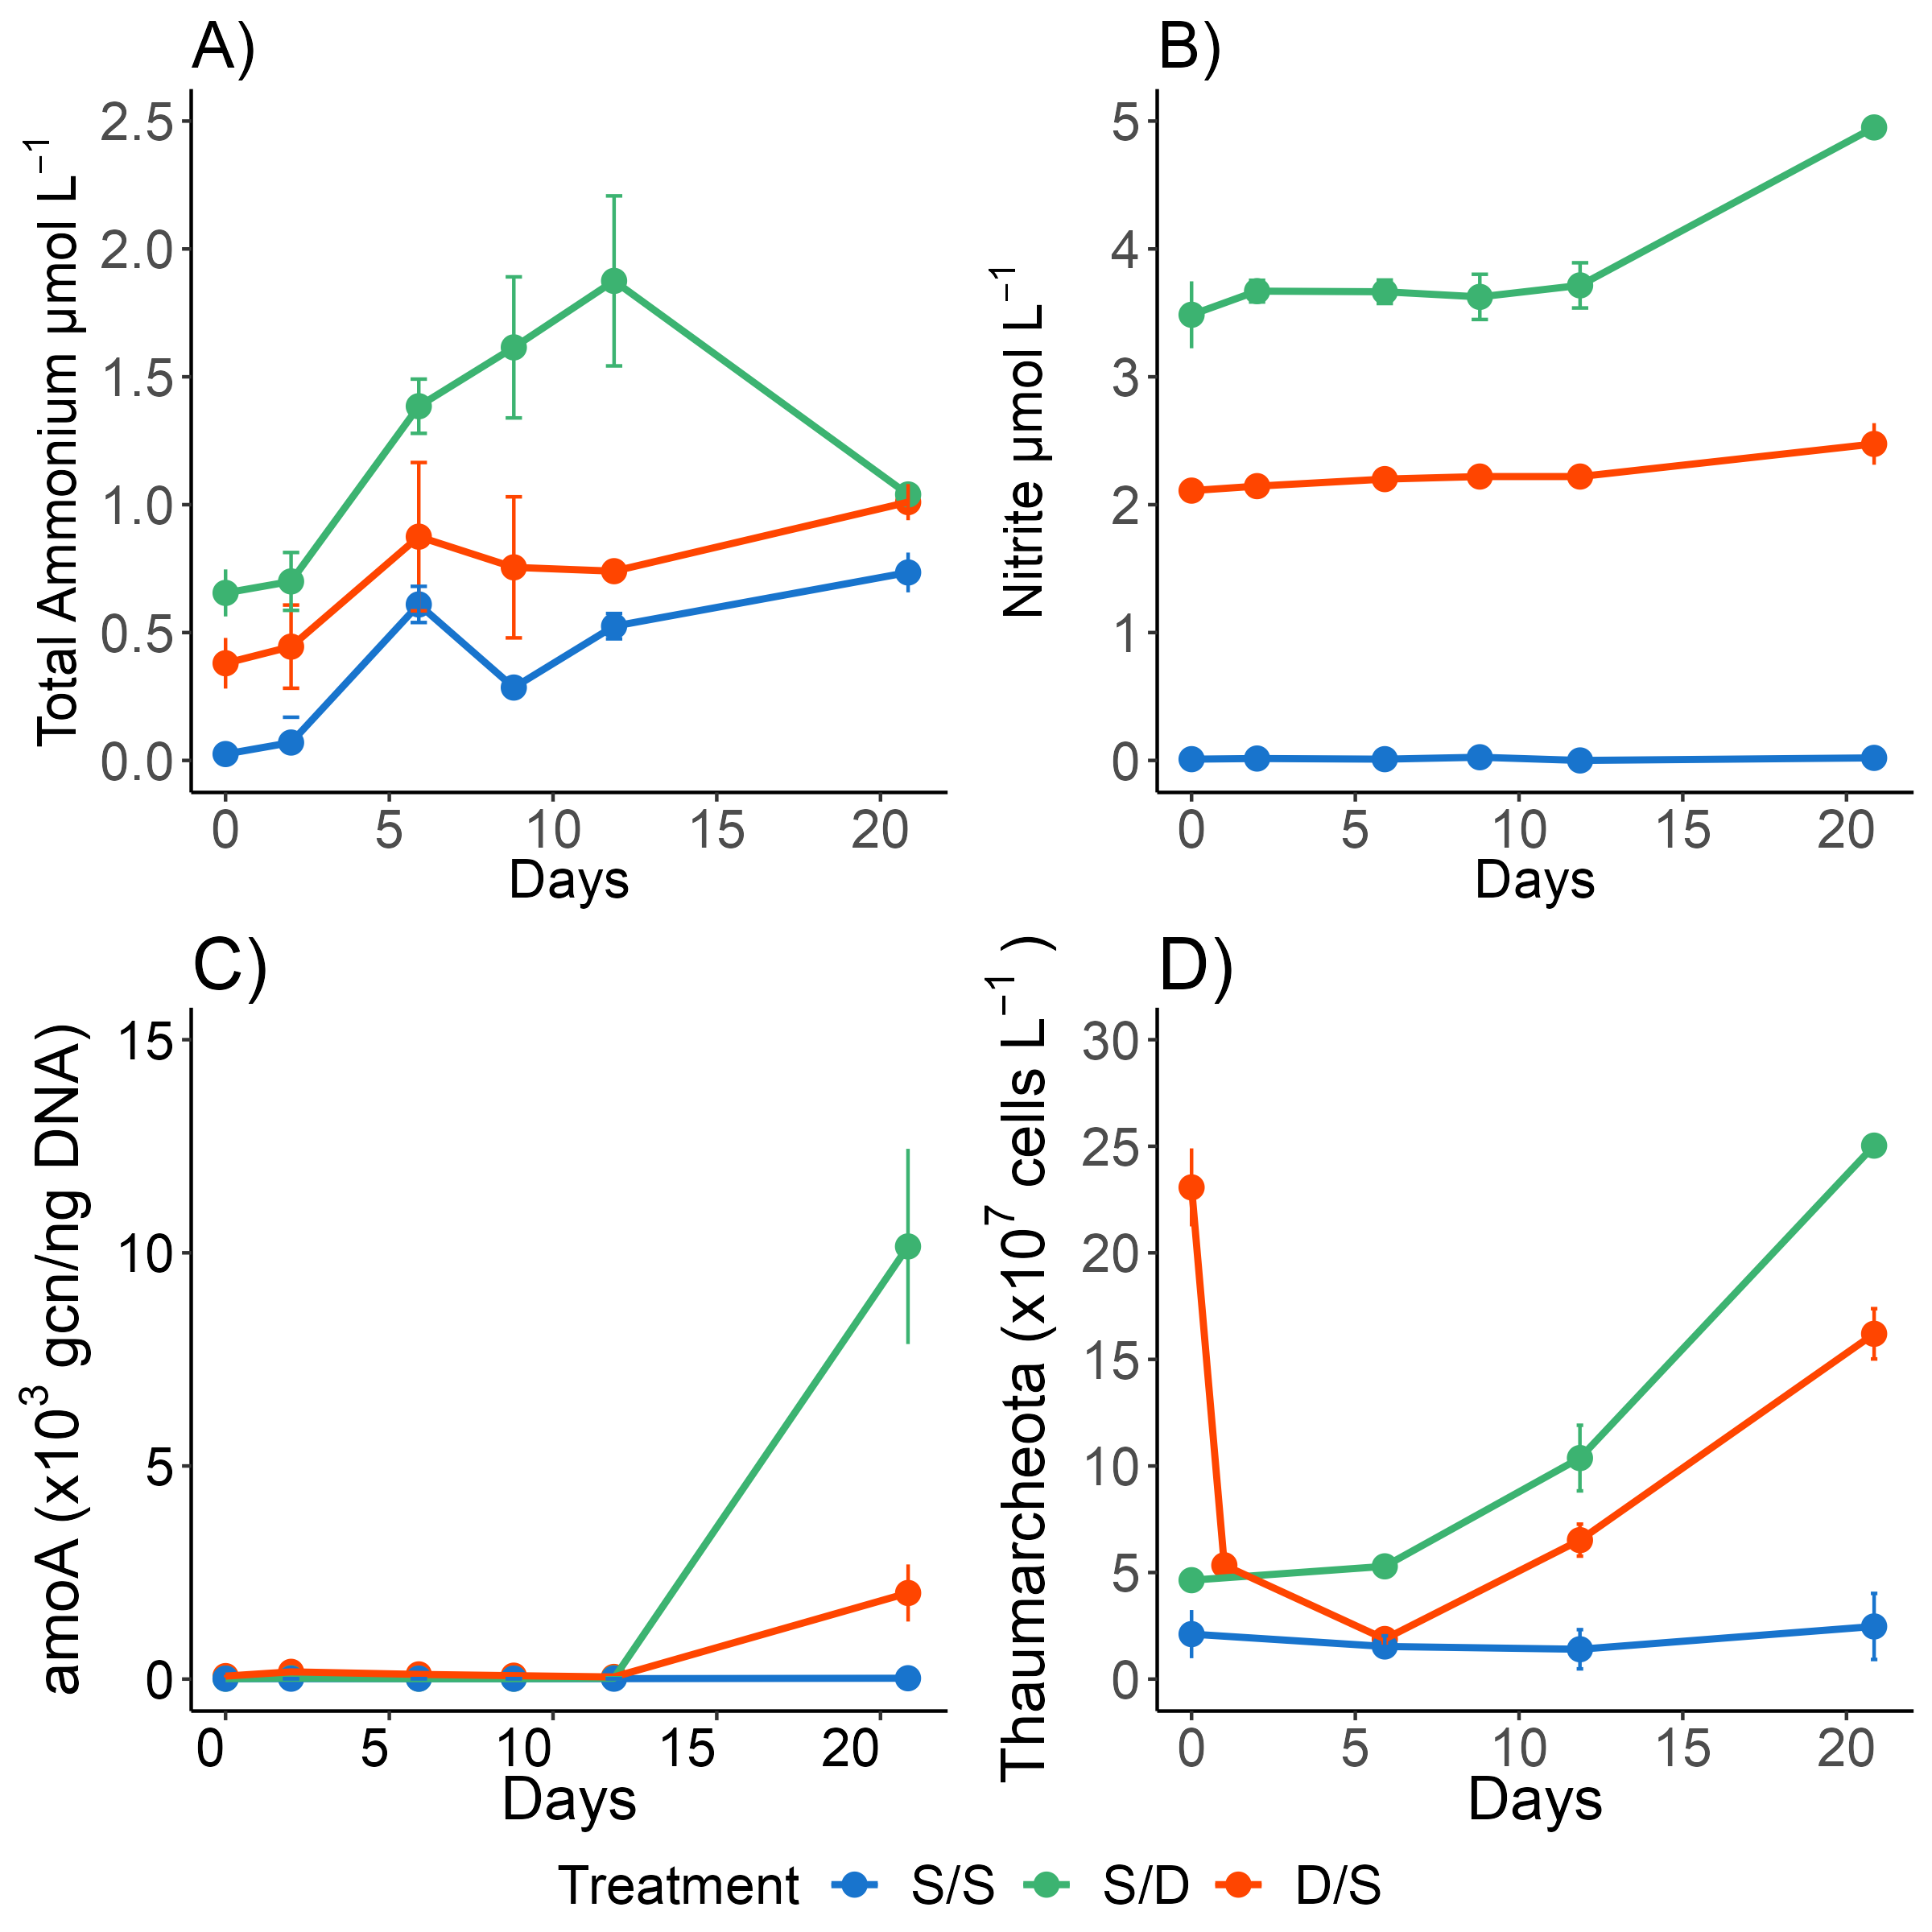 A)
Total Ammonium µmol L⁻¹
2.5
2.0
1.5
1.0
0.5
0.0
0 5 10 15 20
Days
B)
Nitrite µmol L⁻¹
5
4
3
2
1
0
0 5 10 15 20
Days
C)
amoA (x10³ gcn/ng DNA)
15
10
5
0
0 5 10 15 20
Days
D)
Thaumarcheota (x10⁷ cells L⁻¹ )
30
25
20
15
10
5
0
0 5 10 15 20
Days
Treatment S/S S/D D/S